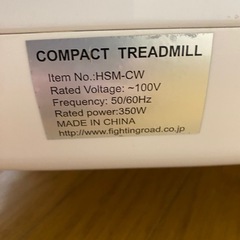 COMPACT TREADMILL
Item No.:HSM-CW
Rated Voltage: ~100V
Frequency: 50/60Hz
Rated power:350W
MADE IN CHINA
http://www.fightingroad.co.jp